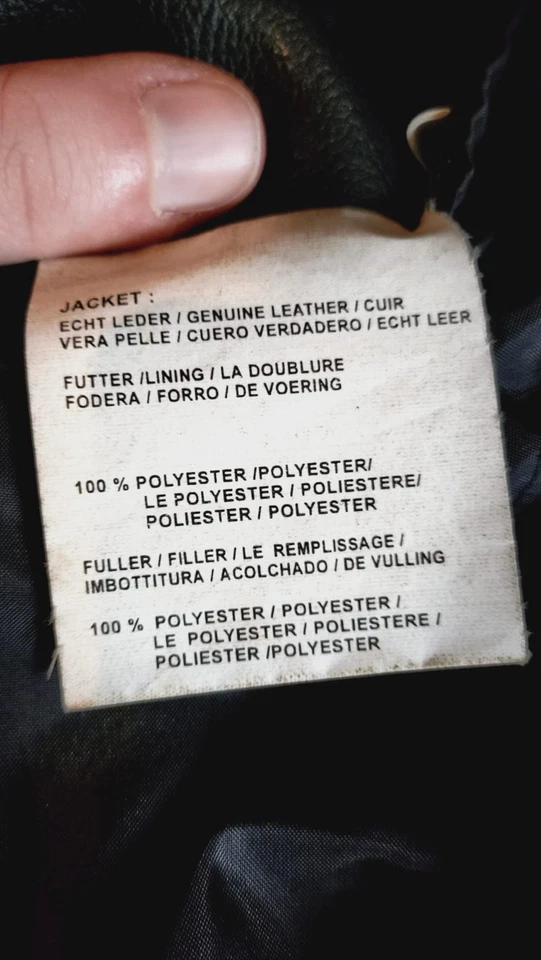 JACKET :
ECHT LEDER / GENUINE LEATHER / CUIR
VERA PELLE / CUERO VERDADERO / ECHT LEER
FUTTER /LINING / LA DOUBLURE
FODERA / FORRO / DE VOERING
100 % POLYESTER /POLYESTER/
LE POLYESTER / POLIESTERE/
POLIESTER / POLYESTER
FULLER / FILLER / LE REMPLISSAGE /
IMBOTTITURA / ACOLCHADO / DE VULLING
100 % POLYESTER / POLYESTER /
LE POLYESTER / POLIESTERE /
POLIESTER /POLYESTER